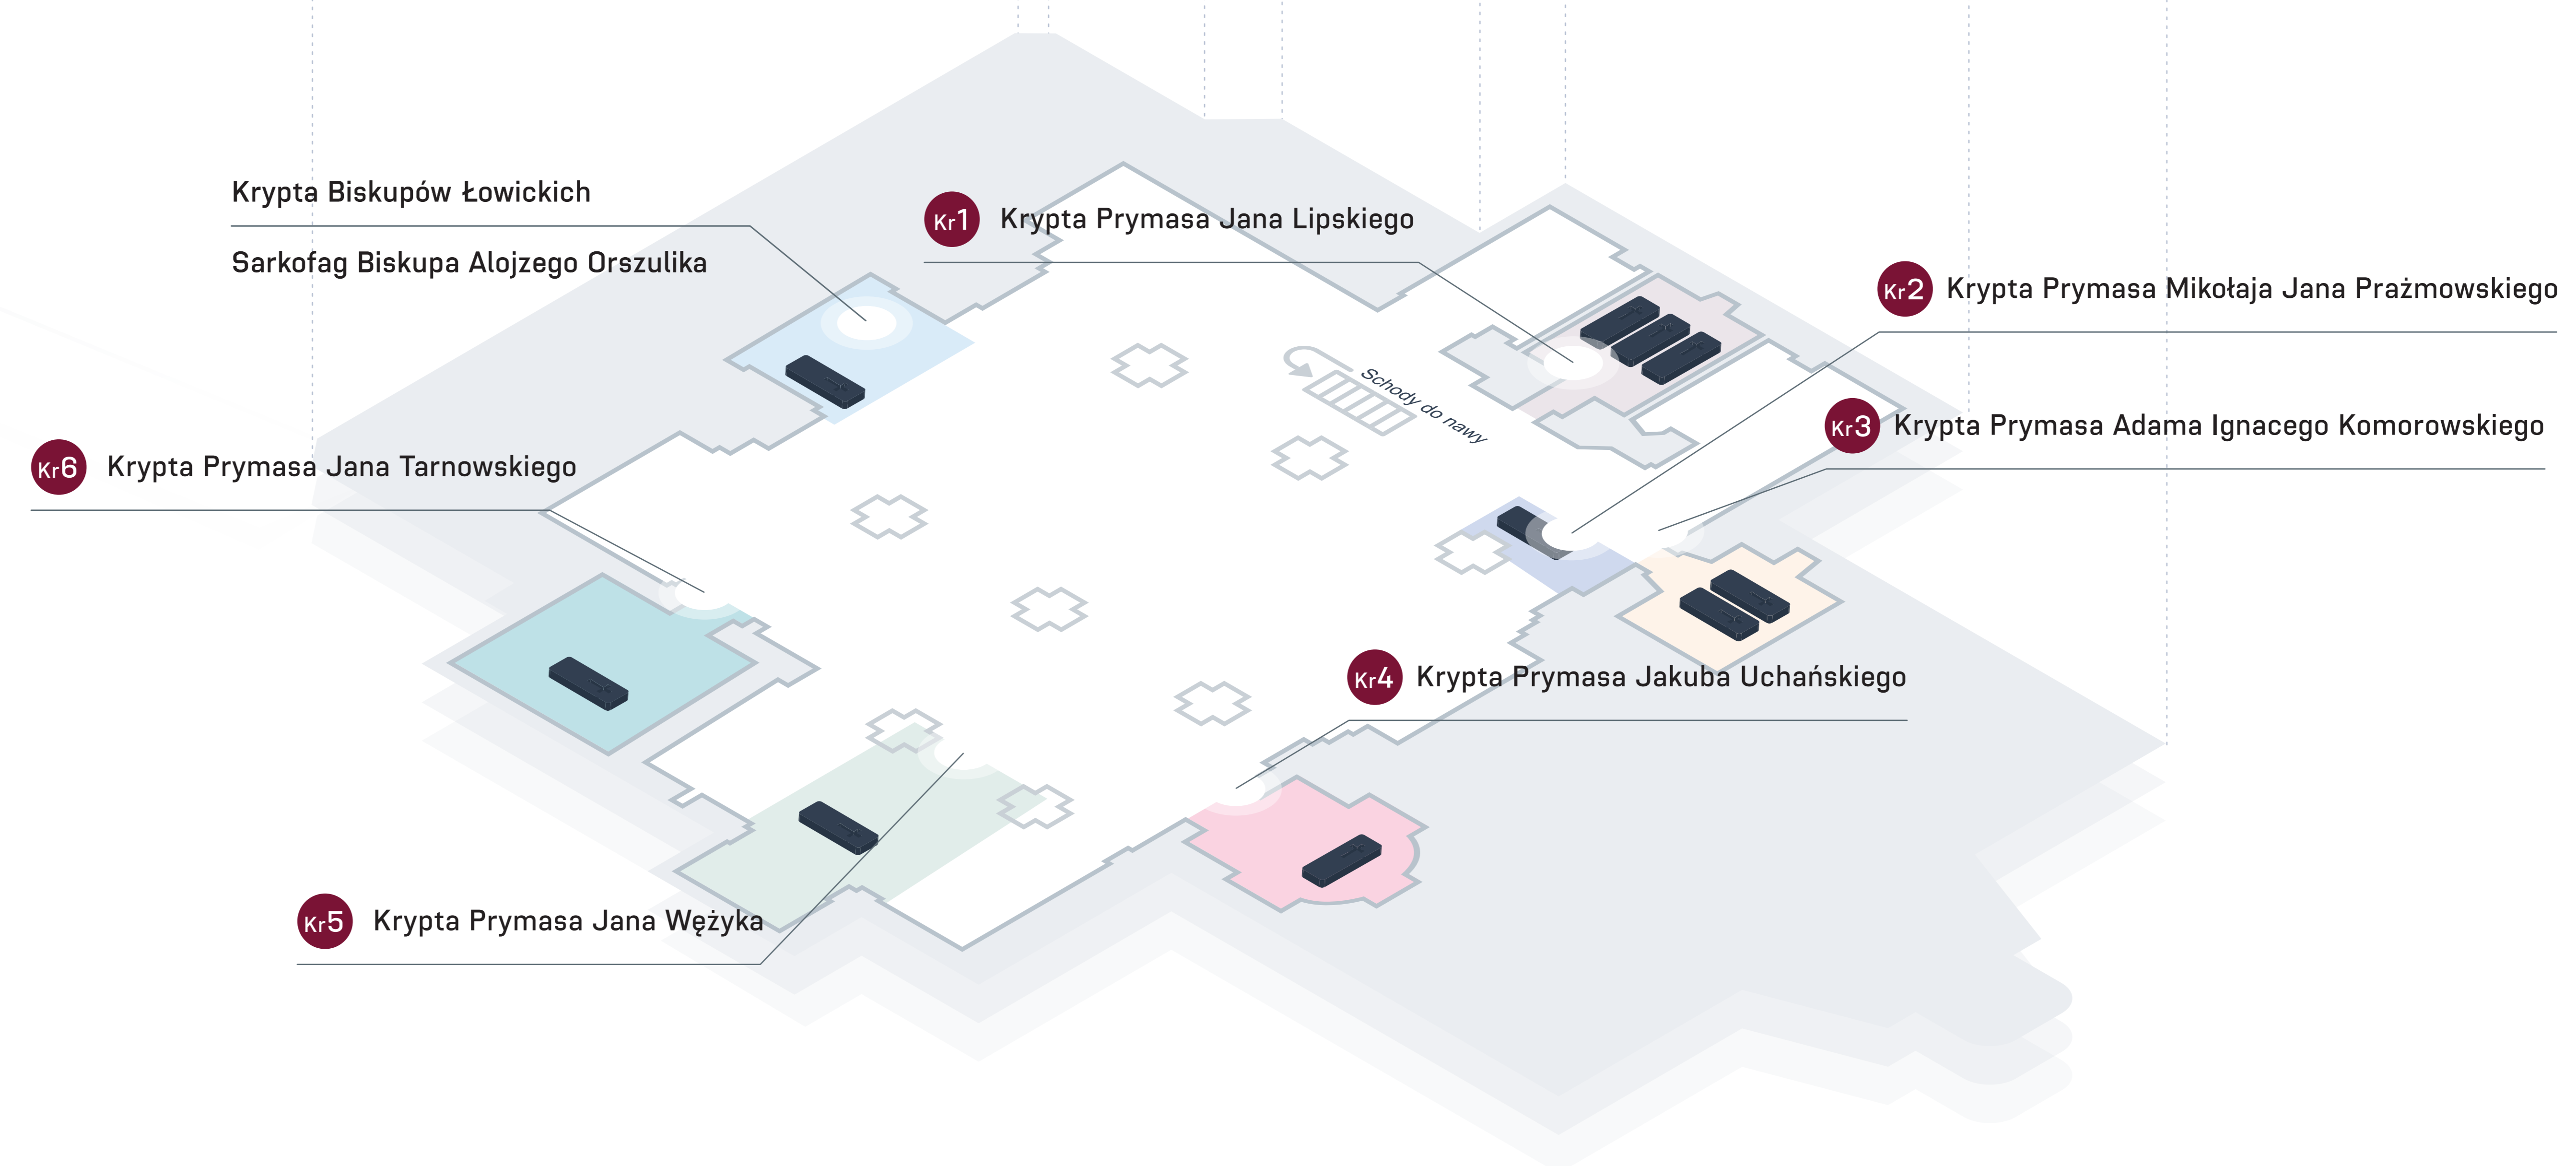 Krypta Biskupów Łowickich
Sarkofag Biskupa Alojzego Orszulika
Kr1 Krypta Prymasa Jana Lipskiego
Kr2 Krypta Prymasa Mikołaja Jana Prażmowskiego
Schody do nawy
Kr3 Krypta Prymasa Adama Ignacego Komorowskiego
Kr6 Krypta Prymasa Jana Tarnowskiego
Kr4 Krypta Prymasa Jakuba Uchańskiego
Kr5 Krypta Prymasa Jana Wężyka